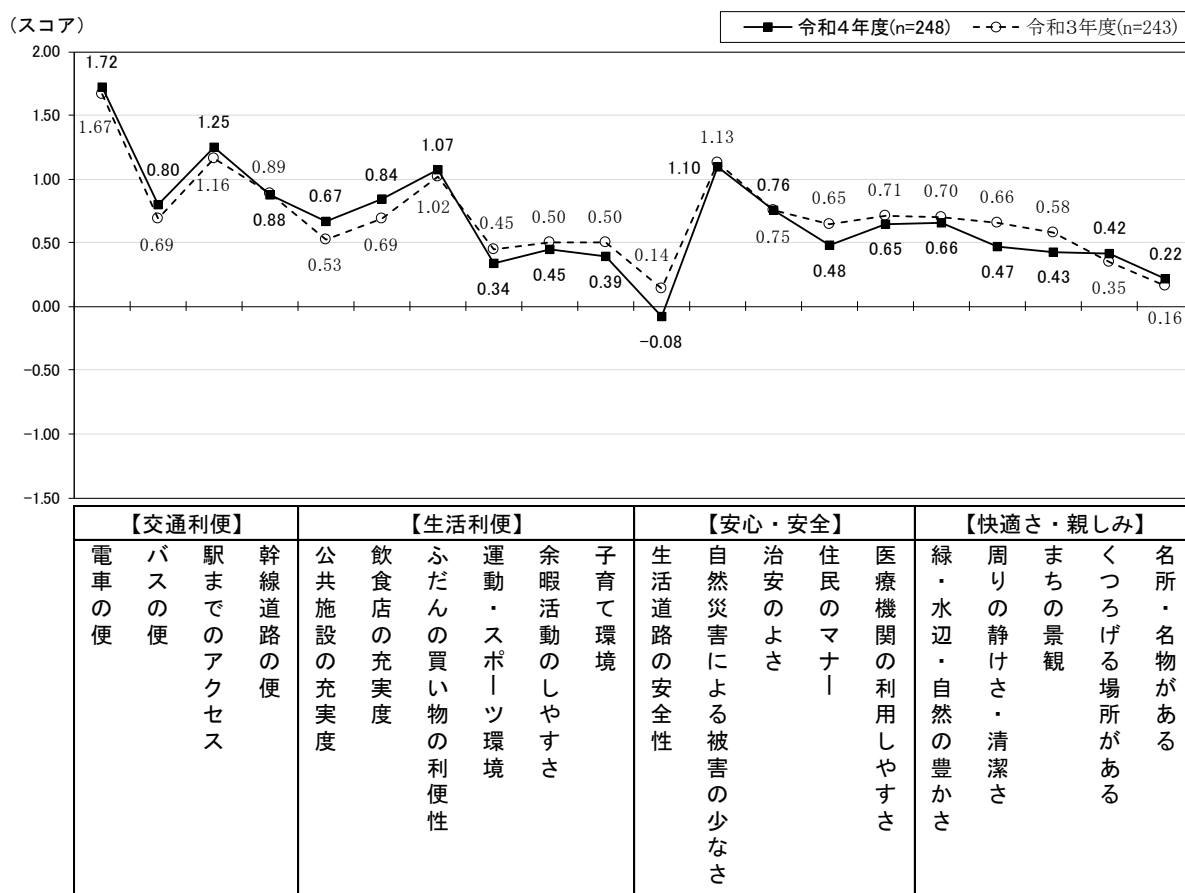 (スコア)
令和4年度(n=248) 令和3年度(n=243)
2.00
1.50
1.00
0.50
0.00
−0.50
−1.00
−1.50
1.72
0.80
1.25
0.88
0.67
0.84
1.07
0.34
0.45
0.39
−0.08
1.10
0.76
0.48
0.65
0.66
0.47
0.43
0.42
0.22
1.67
0.69
1.16
0.89
0.53
0.69
1.02
0.45
0.50
0.50
0.14
1.13
0.75
0.65
0.71
0.70
0.66
0.58
0.35
0.16
【交通利便】
電車の便
バスの便
駅までのアクセス
幹線道路の便
【生活利便】
公共施設の充実度
飲食店の充実度
ふだんの買い物の利便性
運動・スポーツ環境
余暇活動のしやすさ
子育て環境
【安心・安全】
生活道路の安全性
自然災害による被害の少なさ
治安のよさ
住民のマナー
医療機関の利用しやすさ
【快適さ・親しみ】
緑・水辺・自然の豊かさ
周りの静けさ・清潔さ
まちの景観
くつろげる場所がある
名所・名物がある